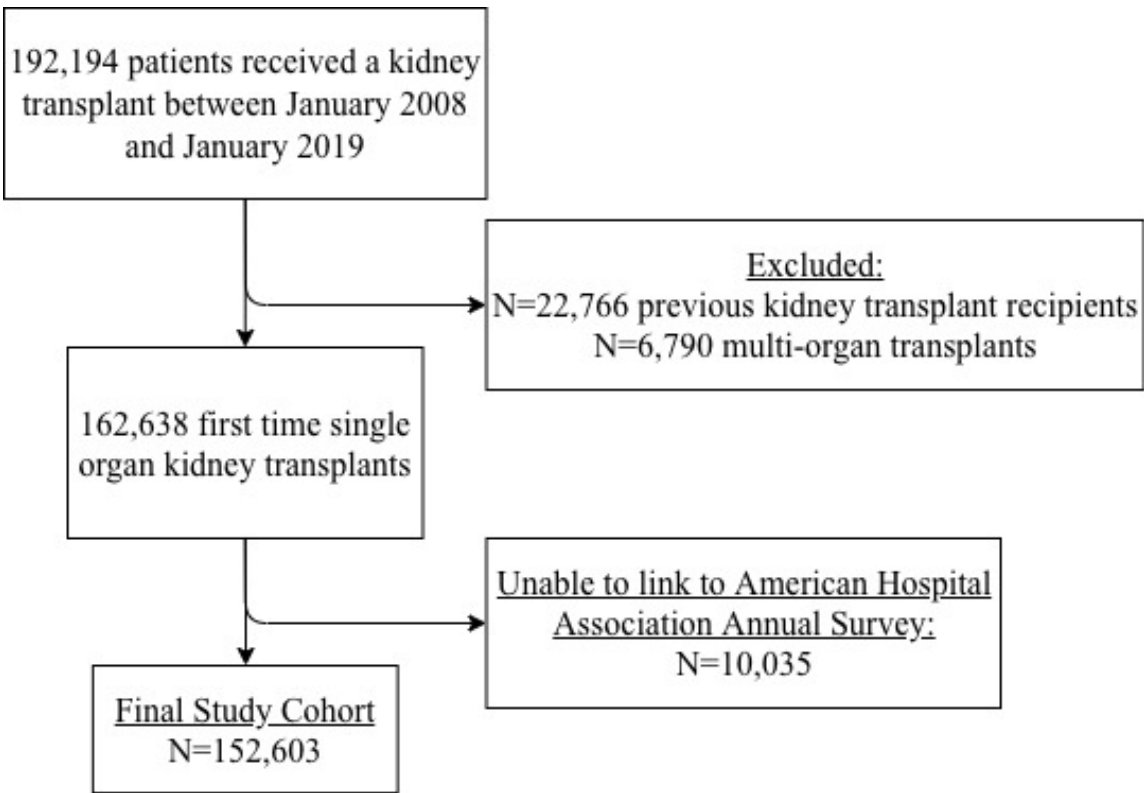 192,194 patients received a kidney
transplant between January 2008
and January 2019
Excluded:
N=22,766 previous kidney transplant recipients
N=6,790 multi-organ transplants
162,638 first time single
organ kidney transplants
Unable to link to American Hospital
Association Annual Survey:
N=10,035
Final Study Cohort
N=152,603